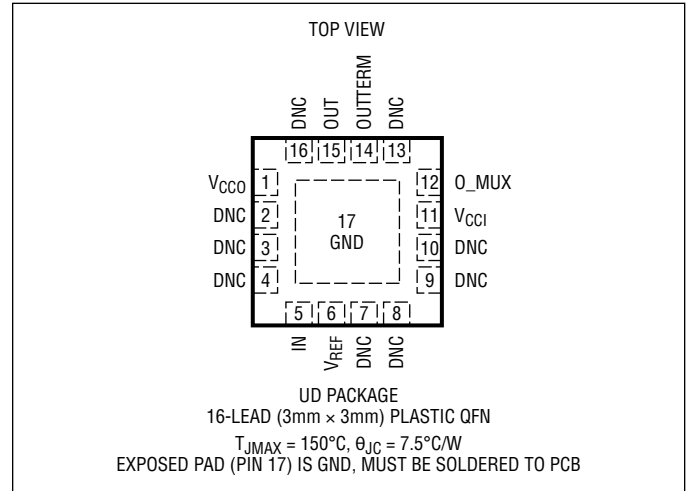 TOP VIEW
DNC OUT OUTTERM DNC
16 15 14 13
VCCO 1 12 O_MUX
DNC 2 11 VCCI
DNC 3 10 DNC
DNC 4 9 DNC
17
GND
5 6 7 8
IN VREF DNC DNC
UD PACKAGE
16-LEAD (3mm × 3mm) PLASTIC QFN
TJMAX = 150°C, θJC = 7.5°C/W
EXPOSED PAD (PIN 17) IS GND, MUST BE SOLDERED TO PCB